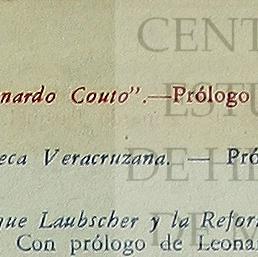 nardo Couto”.—Prólogo
eca Veracruzana. — Pró
que Laubscher y la Refor
Con prólogo de Leona
CENT
ESTU
DE HI